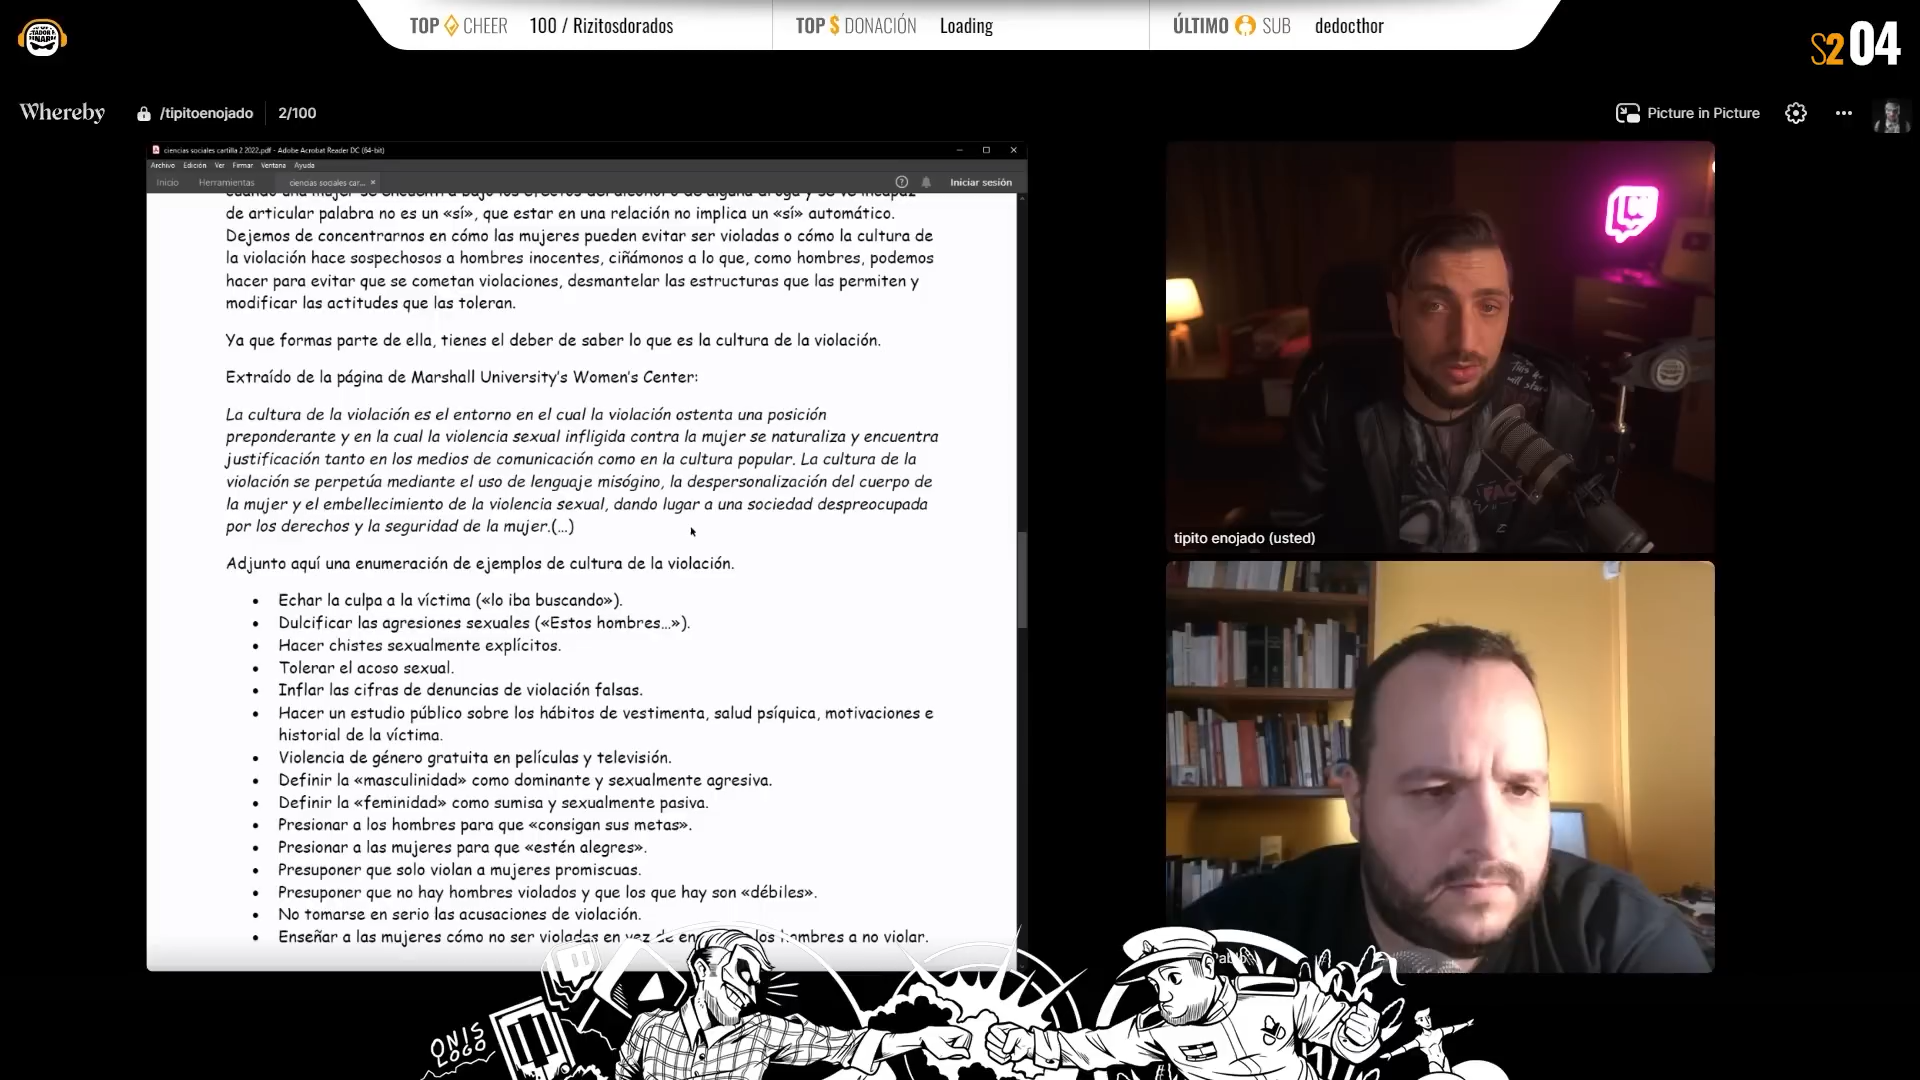 TOP CHEER 100 / Rizitosdorados
TOP $ DONACIÓN Loading
ÚLTIMO SUB dedocthor
S2 04
Whereby /tipitoenojado 2/100
Picture in Picture
ciencias sociales cartilla 2 2022.pdf - Adobe Acrobat Reader DC (64-bit)
Archivo Edición Ver Firmar Ventana Ayuda
Inicio Herramientas ciencias sociales car... × Iniciar sesión
de articular palabra no es un «sí», que estar en una relación no implica un «sí» automático.
Dejemos de concentrarnos en cómo las mujeres pueden evitar ser violadas o cómo la cultura de
la violación hace sospechosos a hombres inocentes, ciñámonos a lo que, como hombres, podemos
hacer para evitar que se cometan violaciones, desmantelar las estructuras que las permiten y
modificar las actitudes que las toleran.
Ya que formas parte de ella, tienes el deber de saber lo que es la cultura de la violación.
Extraído de la página de Marshall University's Women's Center:
La cultura de la violación es el entorno en el cual la violación ostenta una posición
preponderante y en la cual la violencia sexual infligida contra la mujer se naturaliza y encuentra
justificación tanto en los medios de comunicación como en la cultura popular. La cultura de la
violación se perpetúa mediante el uso de lenguaje misógino, la despersonalización del cuerpo de
la mujer y el embellecimiento de la violencia sexual, dando lugar a una sociedad despreocupada
por los derechos y la seguridad de la mujer.(...)
Adjunto aquí una enumeración de ejemplos de cultura de la violación.
• Echar la culpa a la víctima («lo iba buscando»).
• Dulcificar las agresiones sexuales («Estos hombres...»).
• Hacer chistes sexualmente explícitos.
• Tolerar el acoso sexual.
• Inflar las cifras de denuncias de violación falsas.
• Hacer un estudio público sobre los hábitos de vestimenta, salud psíquica, motivaciones e
historial de la víctima.
• Violencia de género gratuita en películas y televisión.
• Definir la «masculinidad» como dominante y sexualmente agresiva.
• Definir la «feminidad» como sumisa y sexualmente pasiva.
• Presionar a los hombres para que «consigan sus metas».
• Presionar a las mujeres para que «estén alegres».
• Presuponer que solo violan a mujeres promiscuas.
• Presuponer que no hay hombres violados y que los que hay son «débiles».
• No tomarse en serio las acusaciones de violación.
• Enseñar a las mujeres cómo no ser violadas en vez de los hombres a no violar.
tipito enojado (usted)
Pablo
ONIS
LOGO